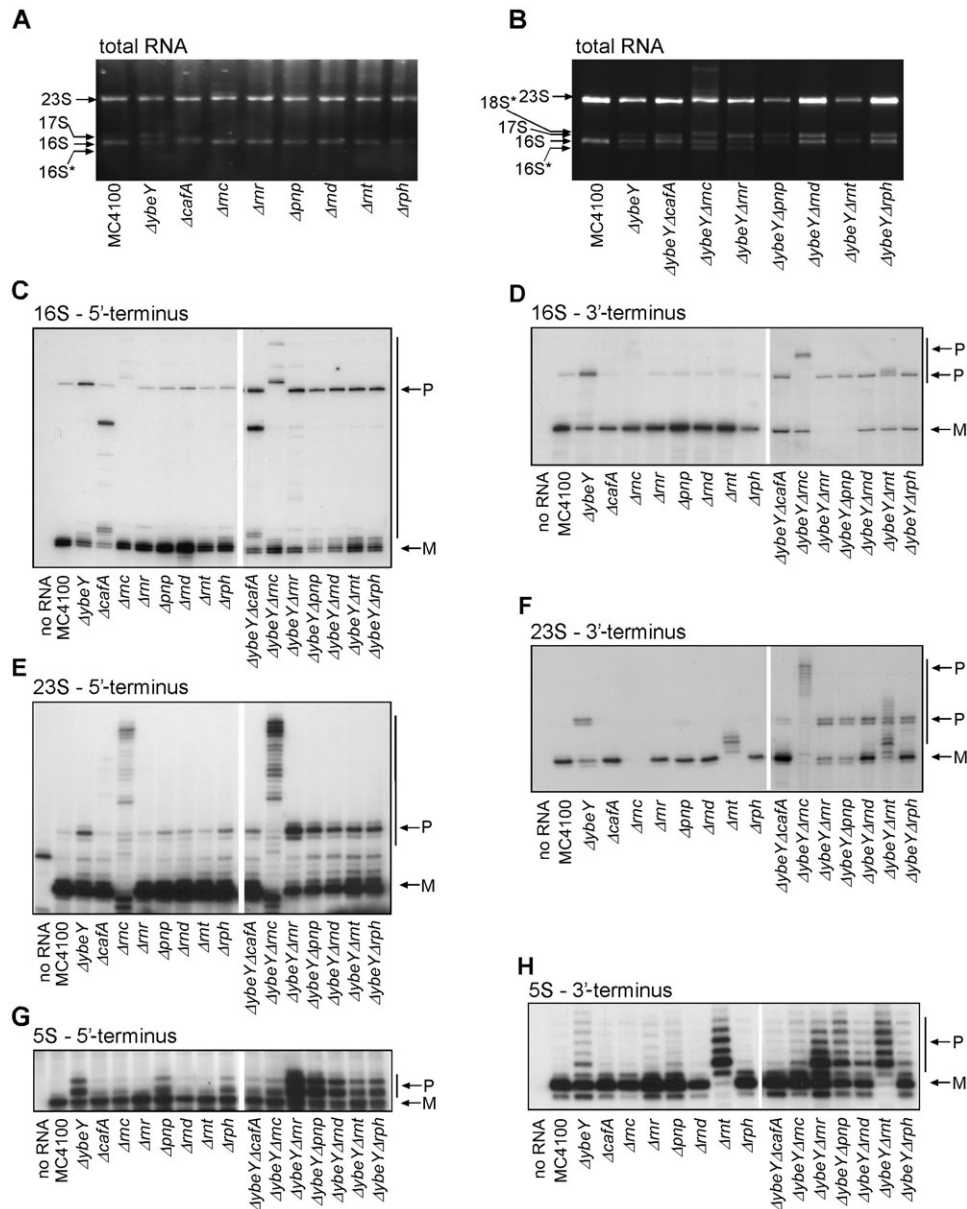 A
total RNA
23S
17S
16S
16S*
MC4100
ΔybeY
ΔcafA
Δrnc
Δrnr
Δpnp
Δrnd
Δrnt
Δrph
B
total RNA
23S
18S*
17S
16S
16S*
MC4100
ΔybeY
ΔybeYΔcafA
ΔybeYΔrnc
ΔybeYΔrnr
ΔybeYΔpnp
ΔybeYΔrnd
ΔybeYΔrnt
ΔybeYΔrph
C
16S - 5'-terminus
P
M
no RNA
MC4100
ΔybeY
ΔcafA
Δrnc
Δrnr
Δpnp
Δrnd
Δrnt
Δrph
ΔybeYΔcafA
ΔybeYΔrnc
ΔybeYΔrnr
ΔybeYΔpnp
ΔybeYΔrnd
ΔybeYΔrnt
ΔybeYΔrph
D
16S - 3'-terminus
P
P
M
no RNA
MC4100
ΔybeY
ΔcafA
Δrnc
Δrnr
Δpnp
Δrnd
Δrnt
Δrph
ΔybeYΔcafA
ΔybeYΔrnc
ΔybeYΔrnr
ΔybeYΔpnp
ΔybeYΔrnd
ΔybeYΔrnt
ΔybeYΔrph
E
23S - 5'-terminus
P
M
no RNA
MC4100
ΔybeY
ΔcafA
Δrnc
Δrnr
Δpnp
Δrnd
Δrnt
Δrph
ΔybeYΔcafA
ΔybeYΔrnc
ΔybeYΔrnr
ΔybeYΔpnp
ΔybeYΔrnd
ΔybeYΔrnt
ΔybeYΔrph
F
23S - 3'-terminus
P
P
M
no RNA
MC4100
ΔybeY
ΔcafA
Δrnc
Δrnr
Δpnp
Δrnd
Δrnt
Δrph
ΔybeYΔcafA
ΔybeYΔrnc
ΔybeYΔrnr
ΔybeYΔpnp
ΔybeYΔrnd
ΔybeYΔrnt
ΔybeYΔrph
G
5S - 5'-terminus
P
M
no RNA
MC4100
ΔybeY
ΔcafA
Δrnc
Δrnr
Δpnp
Δrnd
Δrnt
Δrph
ΔybeYΔcafA
ΔybeYΔrnc
ΔybeYΔrnr
ΔybeYΔpnp
ΔybeYΔrnd
ΔybeYΔrnt
ΔybeYΔrph
H
5S - 3'-terminus
P
M
no RNA
MC4100
ΔybeY
ΔcafA
Δrnc
Δrnr
Δpnp
Δrnd
Δrnt
Δrph
ΔybeYΔcafA
ΔybeYΔrnc
ΔybeYΔrnr
ΔybeYΔpnp
ΔybeYΔrnd
ΔybeYΔrnt
ΔybeYΔrph